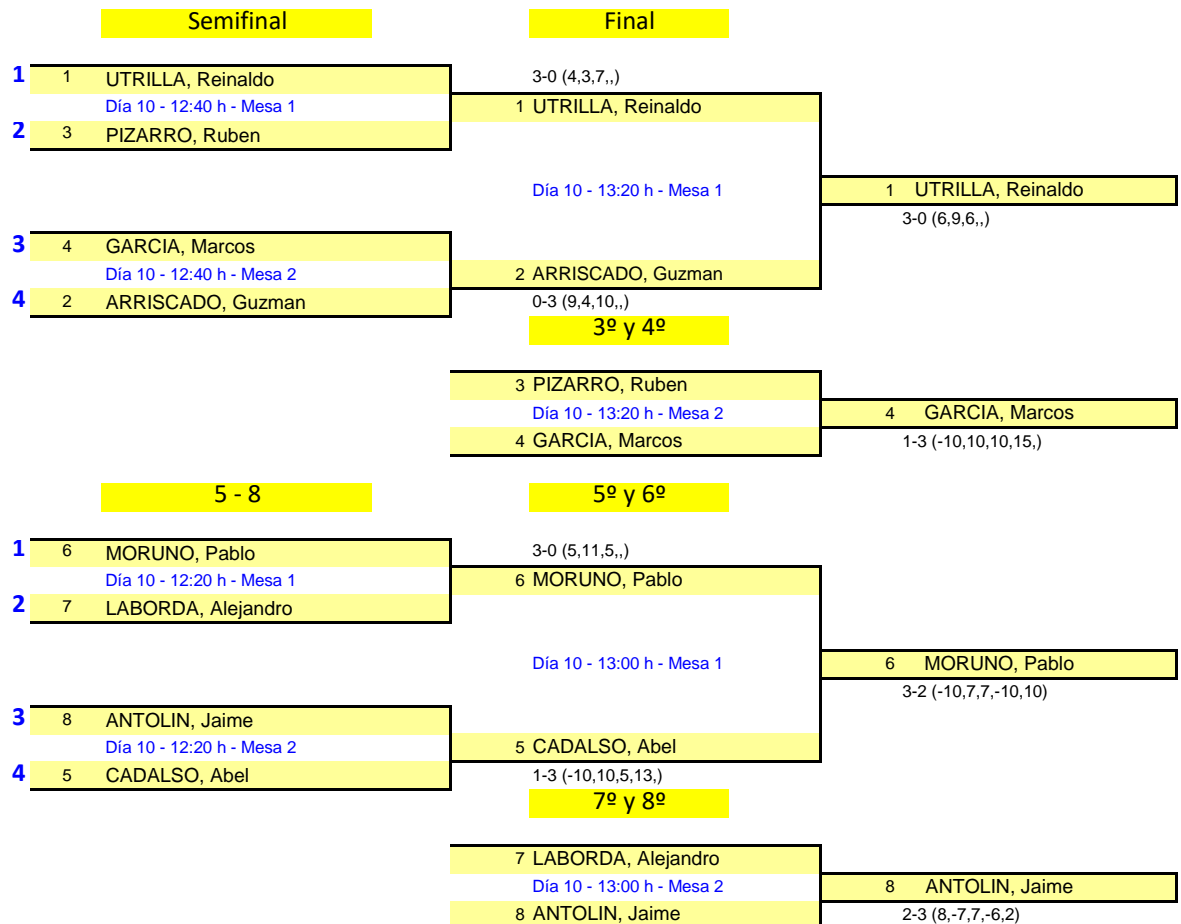 Semifinal Final
1 1 UTRILLA, Reinaldo 3-0 (4,3,7,,)
Día 10 - 12:40 h - Mesa 1 1 UTRILLA, Reinaldo
2 3 PIZARRO, Ruben
Día 10 - 13:20 h - Mesa 1 1 UTRILLA, Reinaldo
3-0 (6,9,6,,)
3 4 GARCIA, Marcos
Día 10 - 12:40 h - Mesa 2 2 ARRISCADO, Guzman
4 2 ARRISCADO, Guzman 0-3 (9,4,10,,)
3º y 4º
3 PIZARRO, Ruben
Día 10 - 13:20 h - Mesa 2 4 GARCIA, Marcos
4 GARCIA, Marcos 1-3 (-10,10,10,15,)
5 - 8 5º y 6º
1 6 MORUNO, Pablo 3-0 (5,11,5,,)
Día 10 - 12:20 h - Mesa 1 6 MORUNO, Pablo
2 7 LABORDA, Alejandro
Día 10 - 13:00 h - Mesa 1 6 MORUNO, Pablo
3-2 (-10,7,7,-10,10)
3 8 ANTOLIN, Jaime
Día 10 - 12:20 h - Mesa 2 5 CADALSO, Abel
4 5 CADALSO, Abel 1-3 (-10,10,5,13,)
7º y 8º
7 LABORDA, Alejandro
Día 10 - 13:00 h - Mesa 2 8 ANTOLIN, Jaime
8 ANTOLIN, Jaime 2-3 (8,-7,7,-6,2)